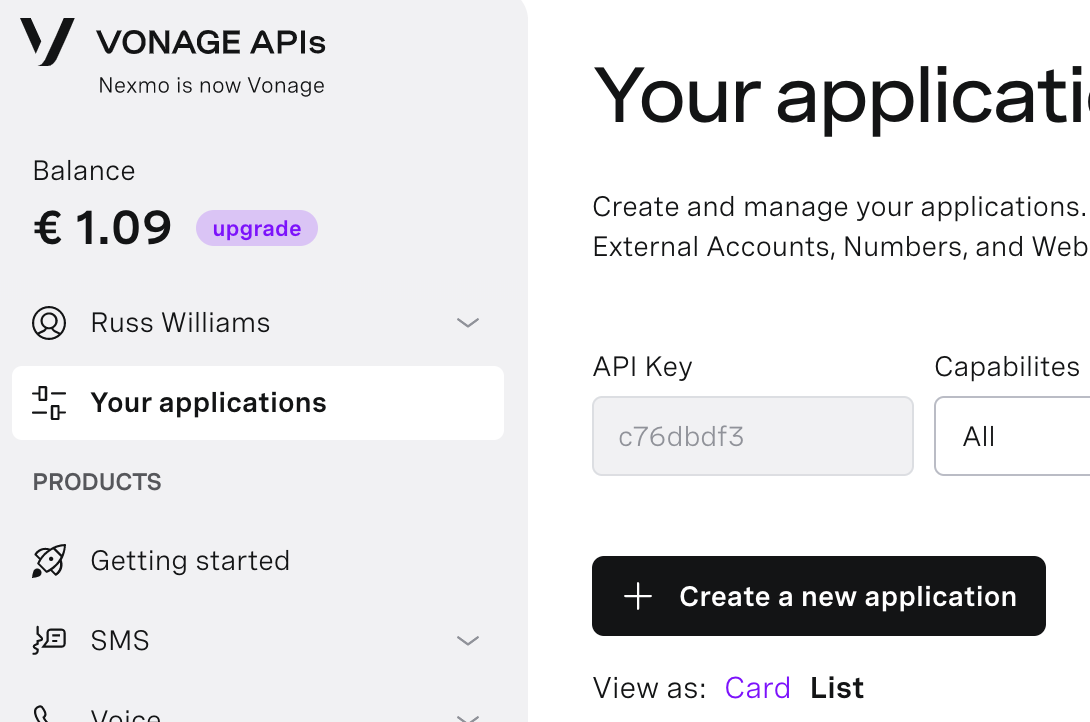 VONAGE APIs
Nexmo is now Vonage
Balance
€ 1.09 upgrade
Russ Williams
Your applications
PRODUCTS
Getting started
SMS
Voice
Your applicatio
Create and manage your applications.
External Accounts, Numbers, and Web
API Key
Capabilites
c76dbdf3
All
Create a new application
View as: Card List